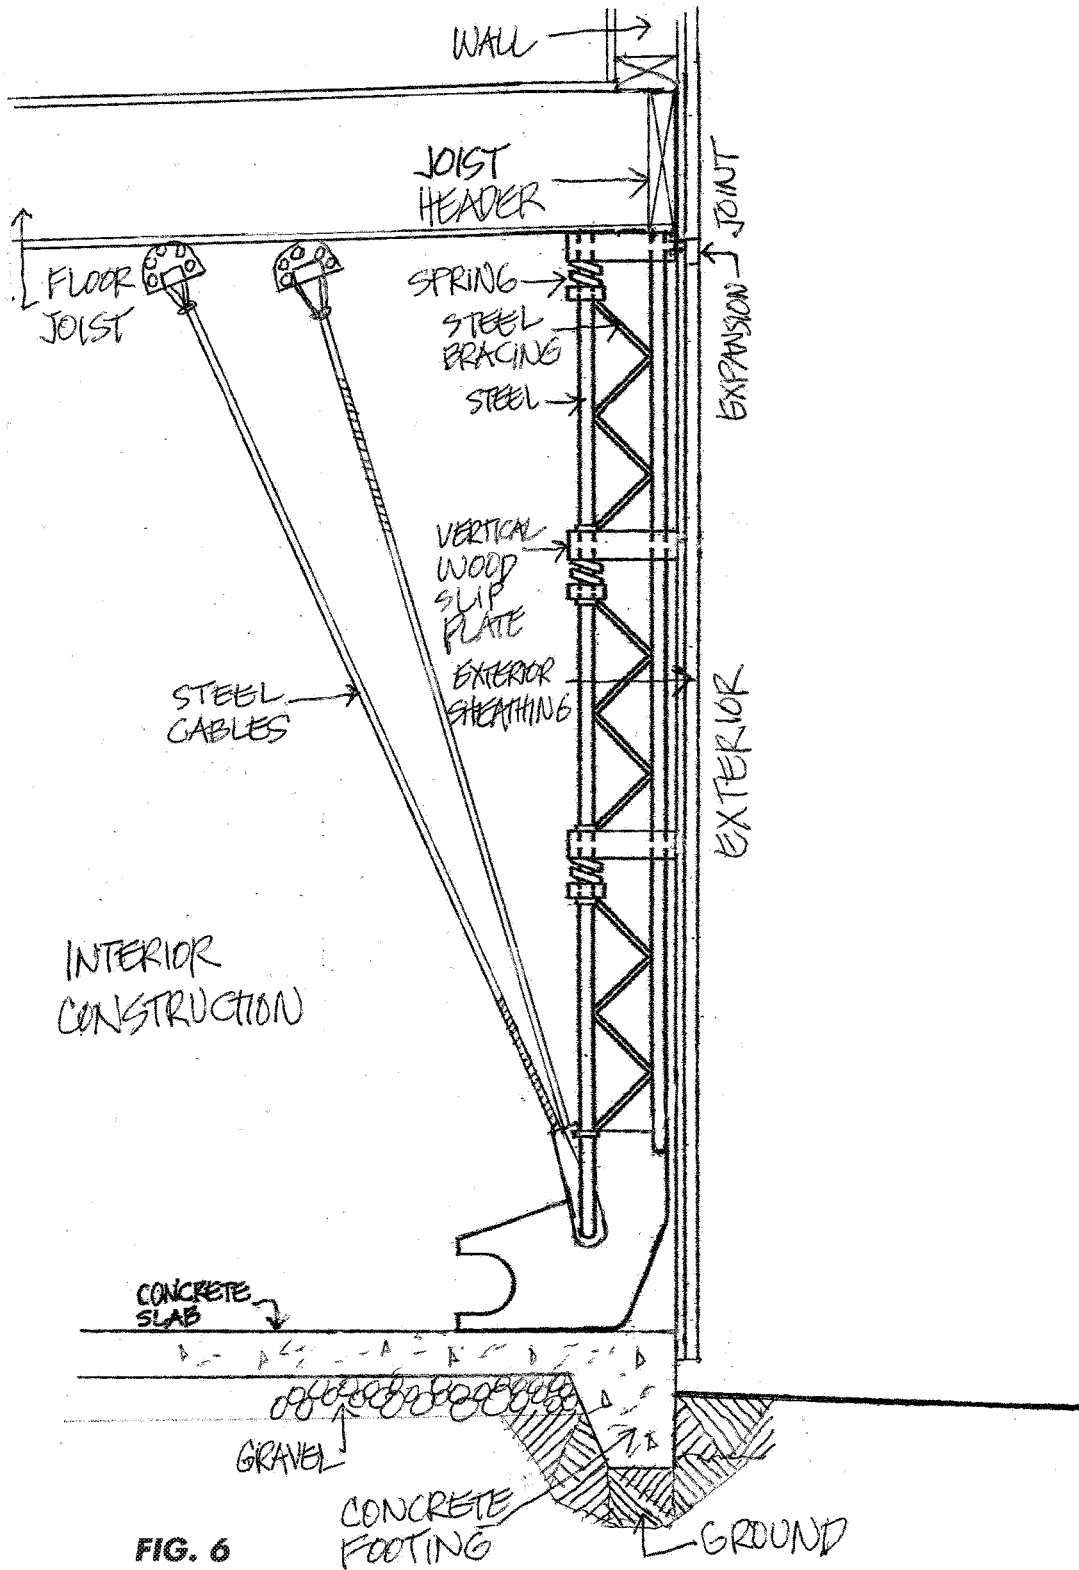 WALL
JOIST
HEADER
FLOOR
JOIST
SPRING
STEEL
BRACING
STEEL
EXPANSION JOINT
VERTICAL
WOOD
SLIP
PLATE
EXTERIOR
SHEATHING
STEEL
CABLES
EXTERIOR
INTERIOR
CONSTRUCTION
CONCRETE
SLAB
GRAVEL
CONCRETE
FOOTING
GROUND
FIG. 6